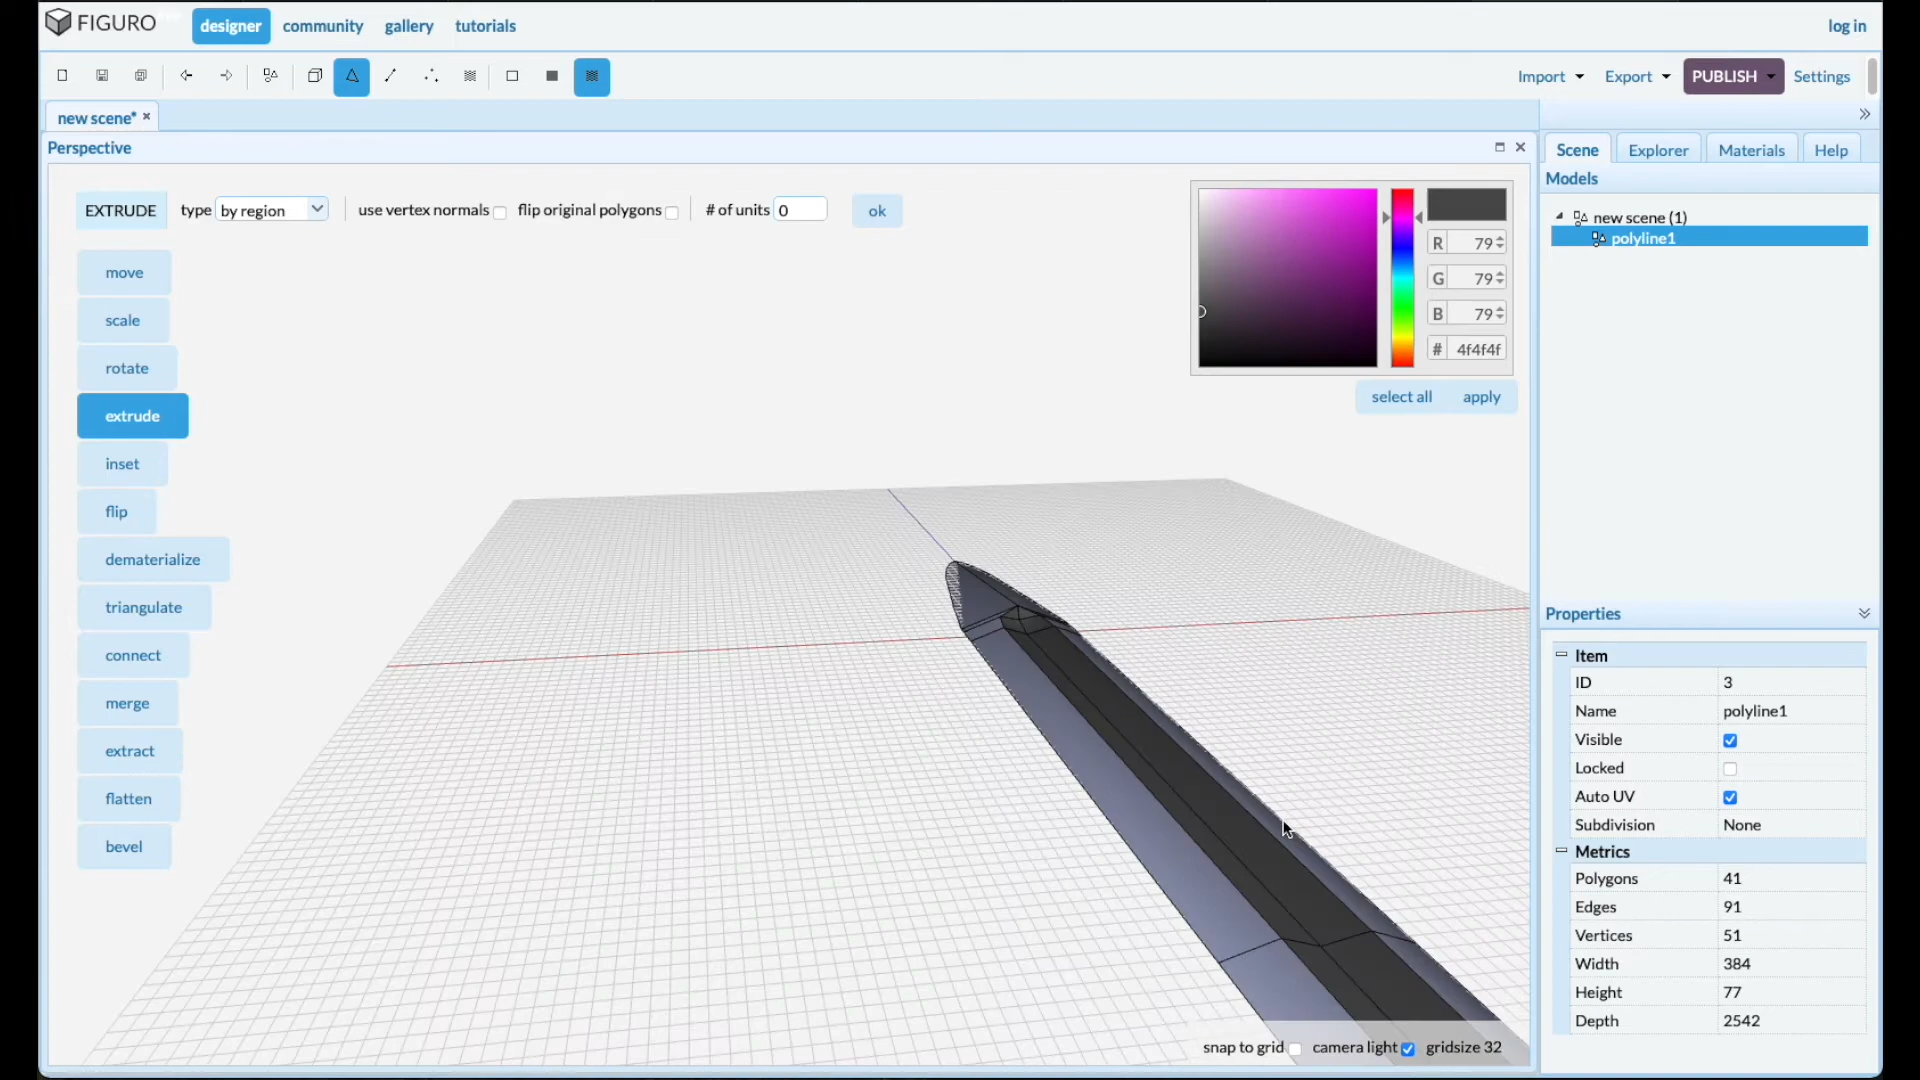 FIGURO designer community gallery tutorials log in
Import Export PUBLISH Settings
new scene* ×
Perspective
EXTRUDE type by region use vertex normals flip original polygons # of units 0 ok
move
scale
rotate
extrude
inset
flip
dematerialize
triangulate
connect
merge
extract
flatten
bevel
R 79
G 79
B 79
# 4f4f4f
select all apply
snap to grid camera light gridsize 32
Scene Explorer Materials Help
Models
new scene (1)
polyline1
Properties
Item
ID 3
Name polyline1
Visible
Locked
Auto UV
Subdivision None
Metrics
Polygons 41
Edges 91
Vertices 51
Width 384
Height 77
Depth 2542